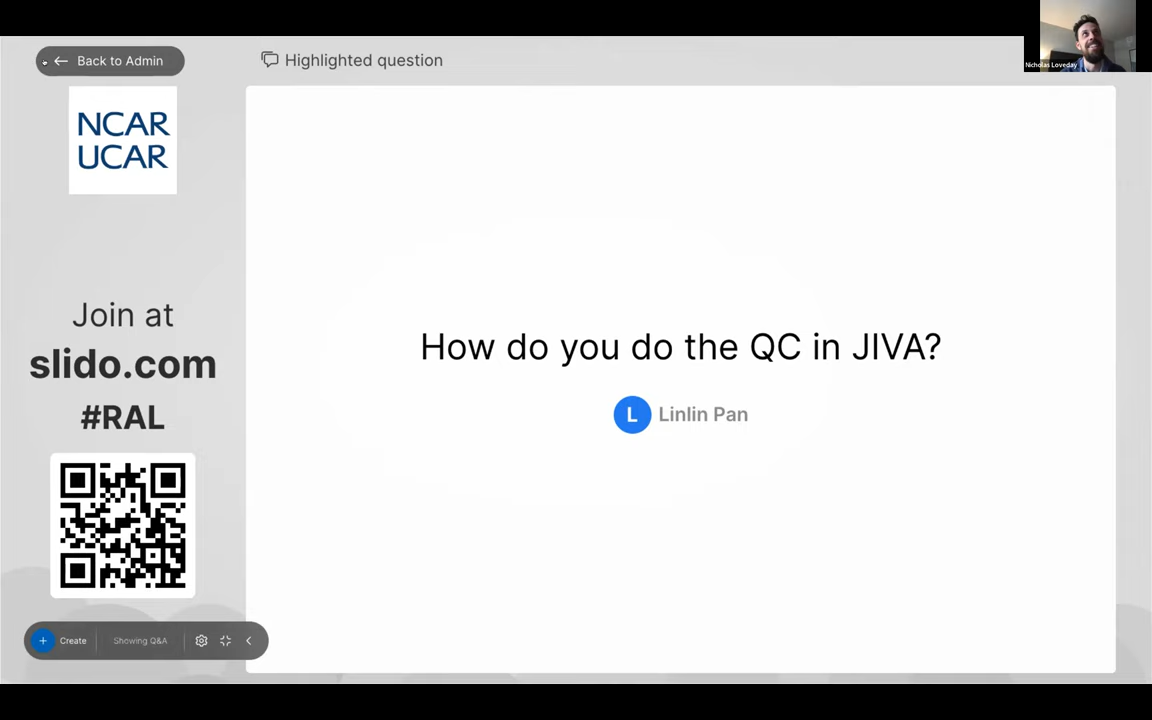 Back to Admin
Highlighted question
Nicholas Loveday
NCAR
UCAR
Join at
slido.com
#RAL
How do you do the QC in JIVA?
L Linlin Pan
Create
Showing Q&A